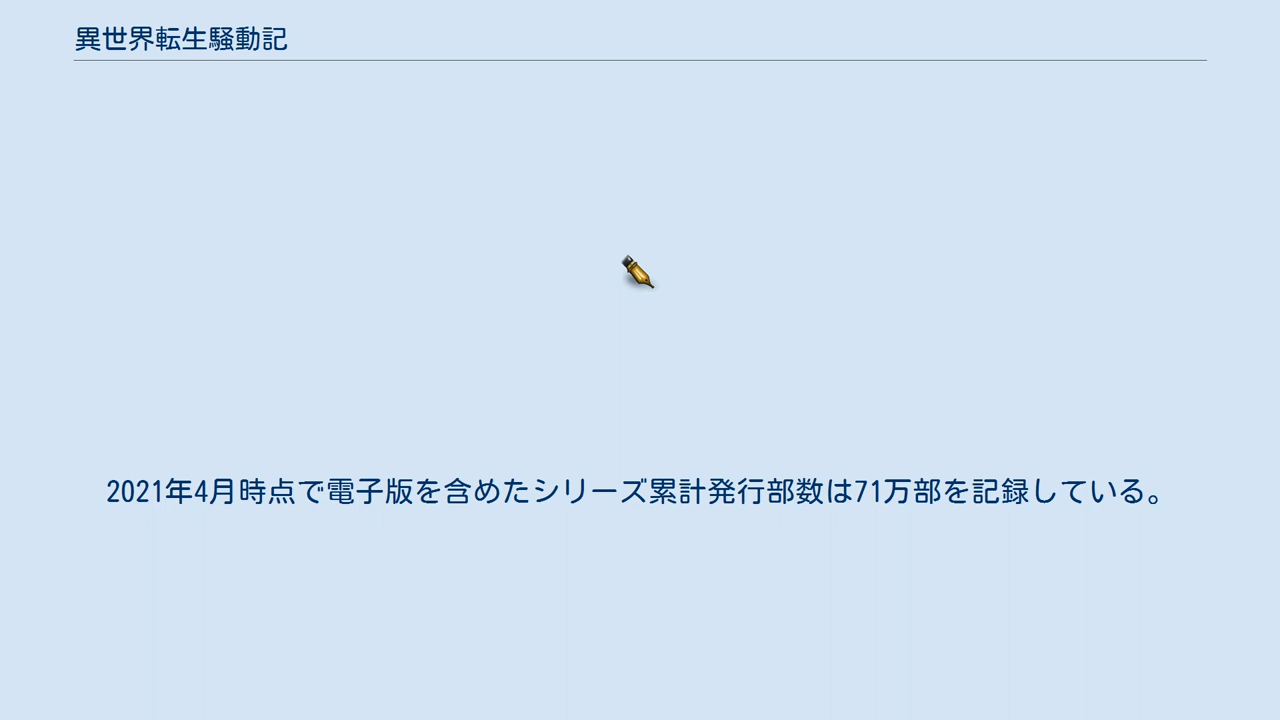 異世界転生騒動記
2021年4月時点で電子版を含めたシリーズ累計発行部数は71万部を記録している。